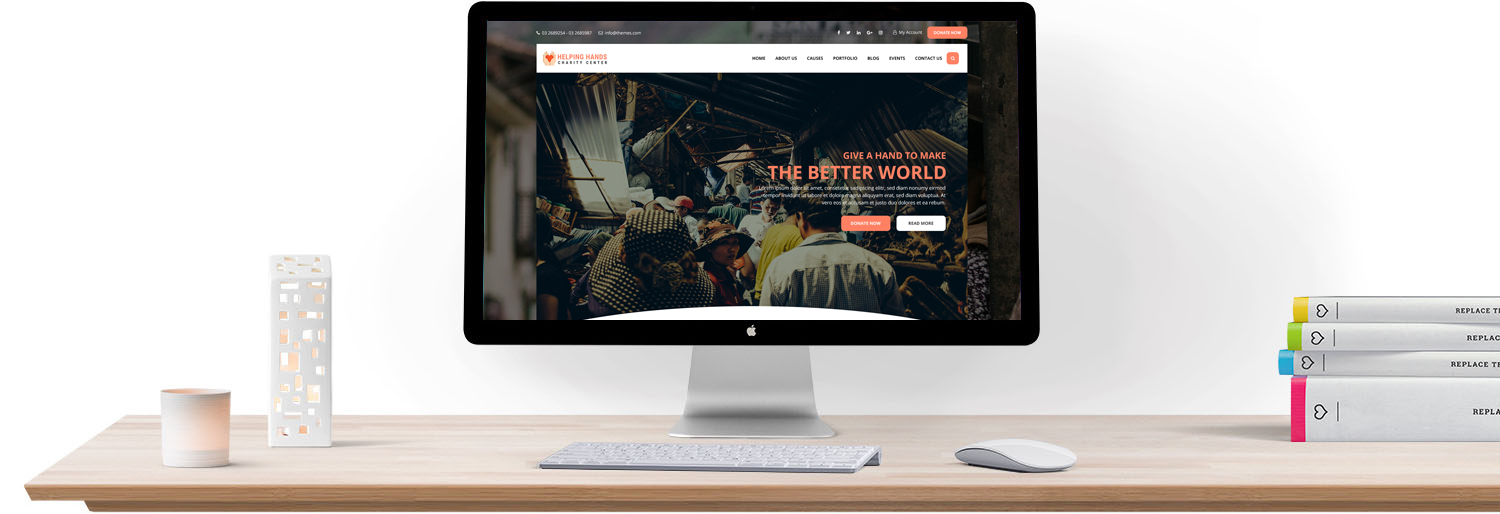 03 2689254 - 03 2685987 info@themes.com My Account DONATE NOW
HELPING HANDS
CHARITY CENTER
HOME ABOUT US CAUSES PORTFOLIO BLOG EVENTS CONTACT US
GIVE A HAND TO MAKE
THE BETTER WORLD
Lorem ipsum dolor sit amet, consetetur sadipscing elitr, sed diam nonumy eirmod
tempor invidunt ut labore et dolore magna aliquyam erat, sed diam voluptua. At
vero eos et accusam et justo duo dolores et ea rebum.
DONATE NOW READ MORE
REPLACE T
REPLAC
REPLACE TH
REPLA